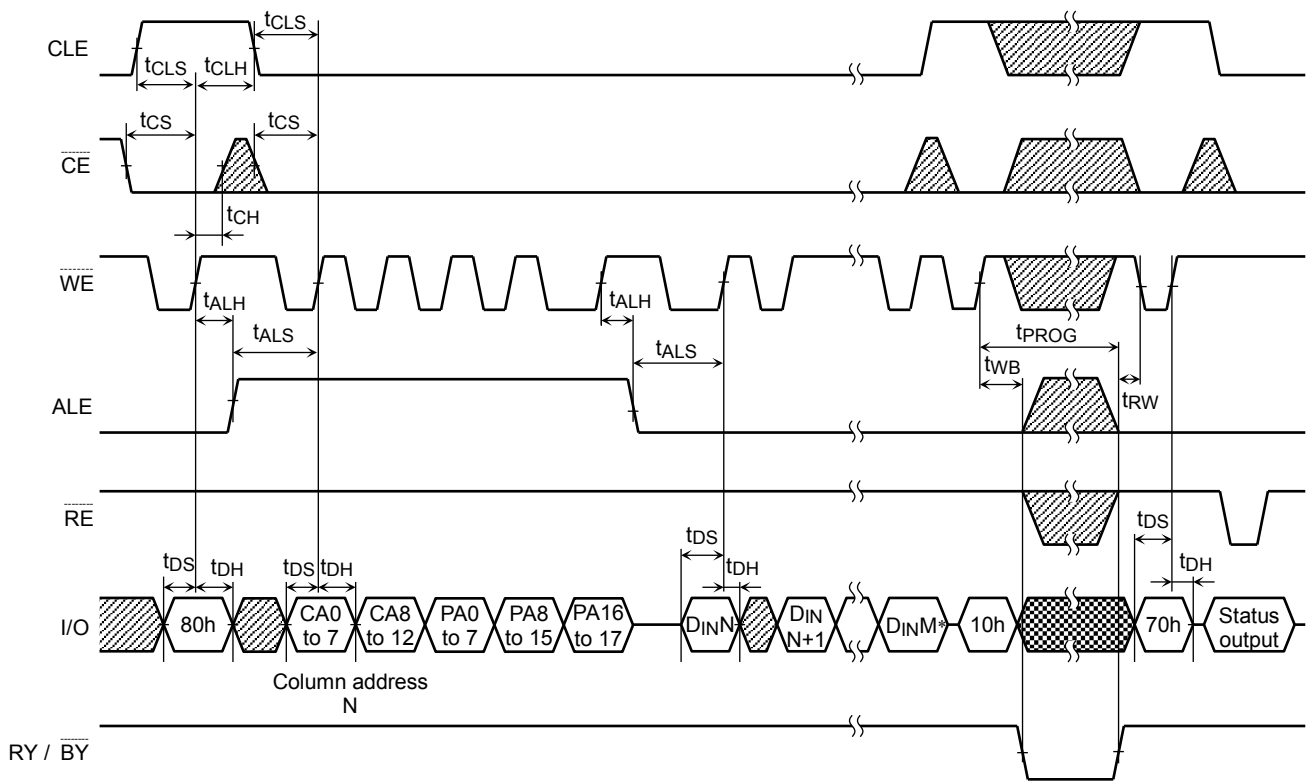 CLE
tCLS
tCLS
tCLH
CE
tCS
tCS
tCH
WE
tALH
tALS
tALH
tALS
tPROG
tWB
tRW
ALE
RE
tDS
tDH
tDS
tDH
tDS
tDH
tDS
tDH
I/O
80h
CA0
to 7
CA8
to 12
PA0
to 7
PA8
to 15
PA16
to 17
DINN
DIN
N+1
DINM*
10h
70h
Status
output
Column address
N
RY / BY